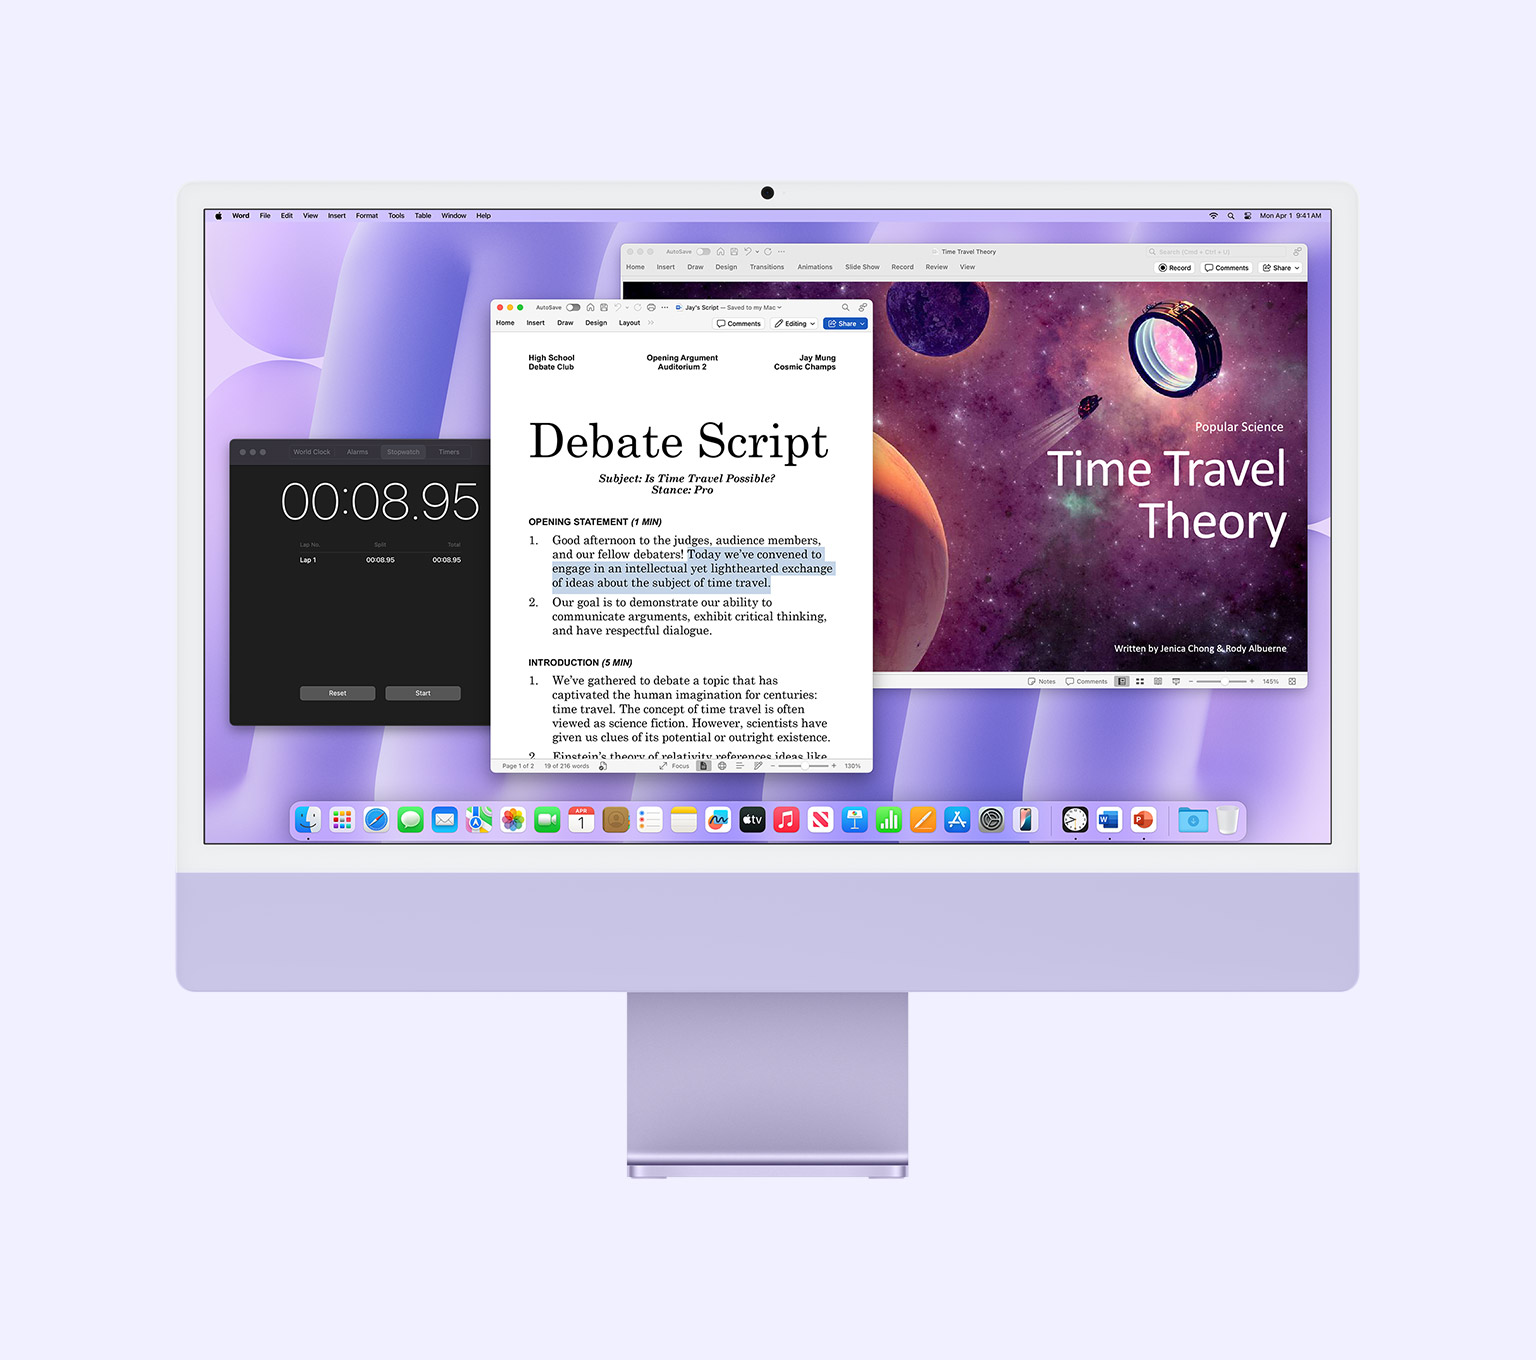 Word File Edit View Insert Format Tools Table Window Help
Mon Apr 1 9:41 AM
AutoSave
Time Travel Theory
Search (Cmd + Ctrl + U)
Home Insert Draw Design Transitions Animations Slide Show Record Review View
Record Comments Share
Popular Science
Time Travel
Theory
Written by Jenica Chong & Rody Albuerne
Notes Comments 145%
AutoSave
Jay's Script — Saved to my Mac
Home Insert Draw Design Layout
Comments Editing Share
High School
Debate Club
Opening Argument
Auditorium 2
Jay Mung
Cosmic Champs
Debate Script
Subject: Is Time Travel Possible?
Stance: Pro
OPENING STATEMENT (1 MIN)
1. Good afternoon to the judges, audience members,
and our fellow debaters! Today we've convened to
engage in an intellectual yet lighthearted exchange
of ideas about the subject of time travel.
2. Our goal is to demonstrate our ability to
communicate arguments, exhibit critical thinking,
and have respectful dialogue.
INTRODUCTION (5 MIN)
1. We've gathered to debate a topic that has
captivated the human imagination for centuries:
time travel. The concept of time travel is often
viewed as science fiction. However, scientists have
given us clues of its potential or outright existence.
2. Einstein's theory of relativity references ideas like
Page 1 of 2 19 of 216 words Focus 130%
World Clock Alarms Stopwatch Timers
00:08.95
Lap No. Split Total
Lap 1 00:08.95 00:08.95
Reset Start
APR
1
tv
W
P